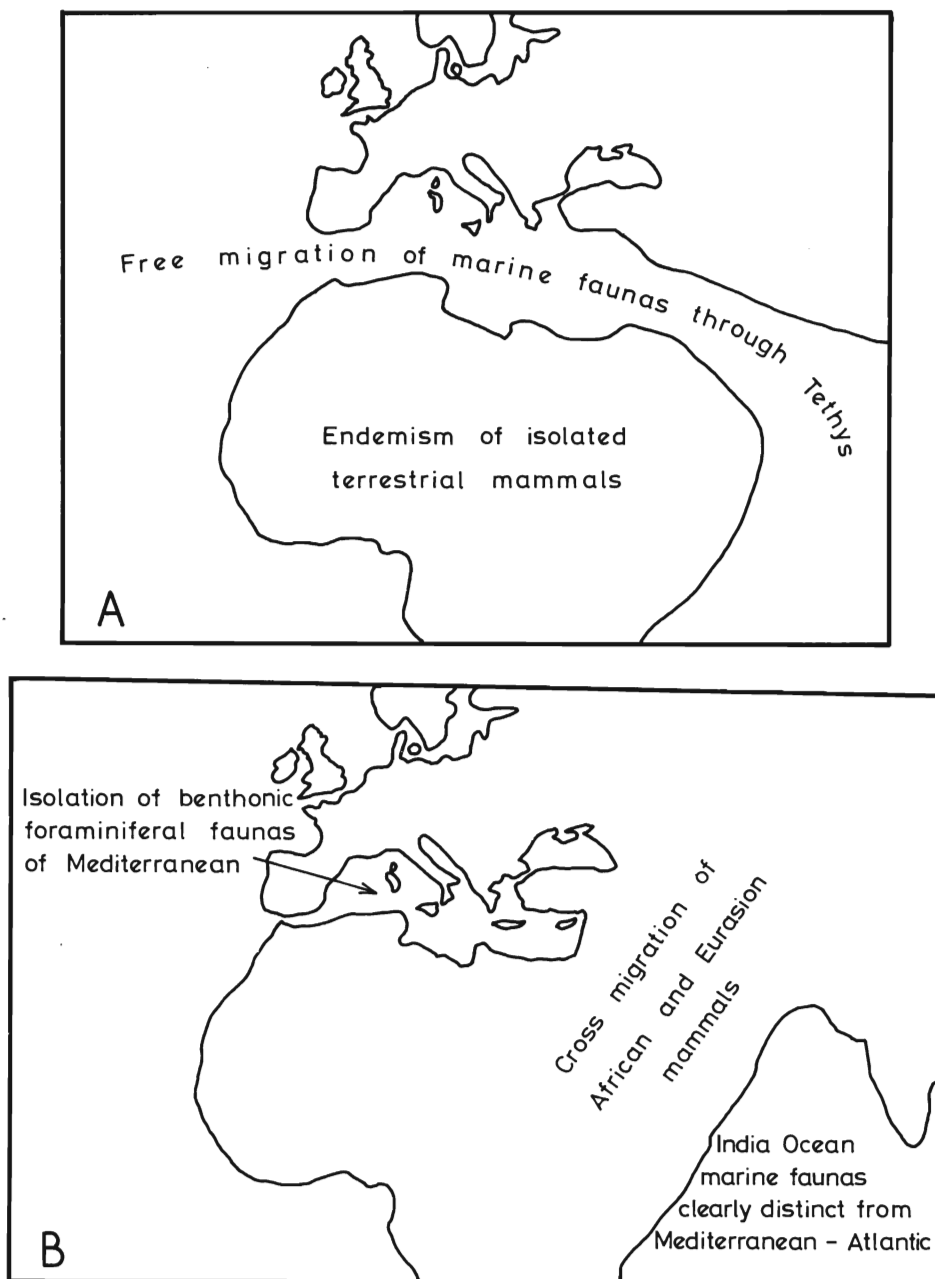 Free migration of marine faunas through Tethys
Endemism of isolated
terrestrial mammals
A
Isolation of benthonic
foraminiferal faunas
of Mediterranean
Cross migration of
African and Eurasion
mammals
India Ocean
marine faunas
clearly distinct from
Mediterranean - Atlantic
B